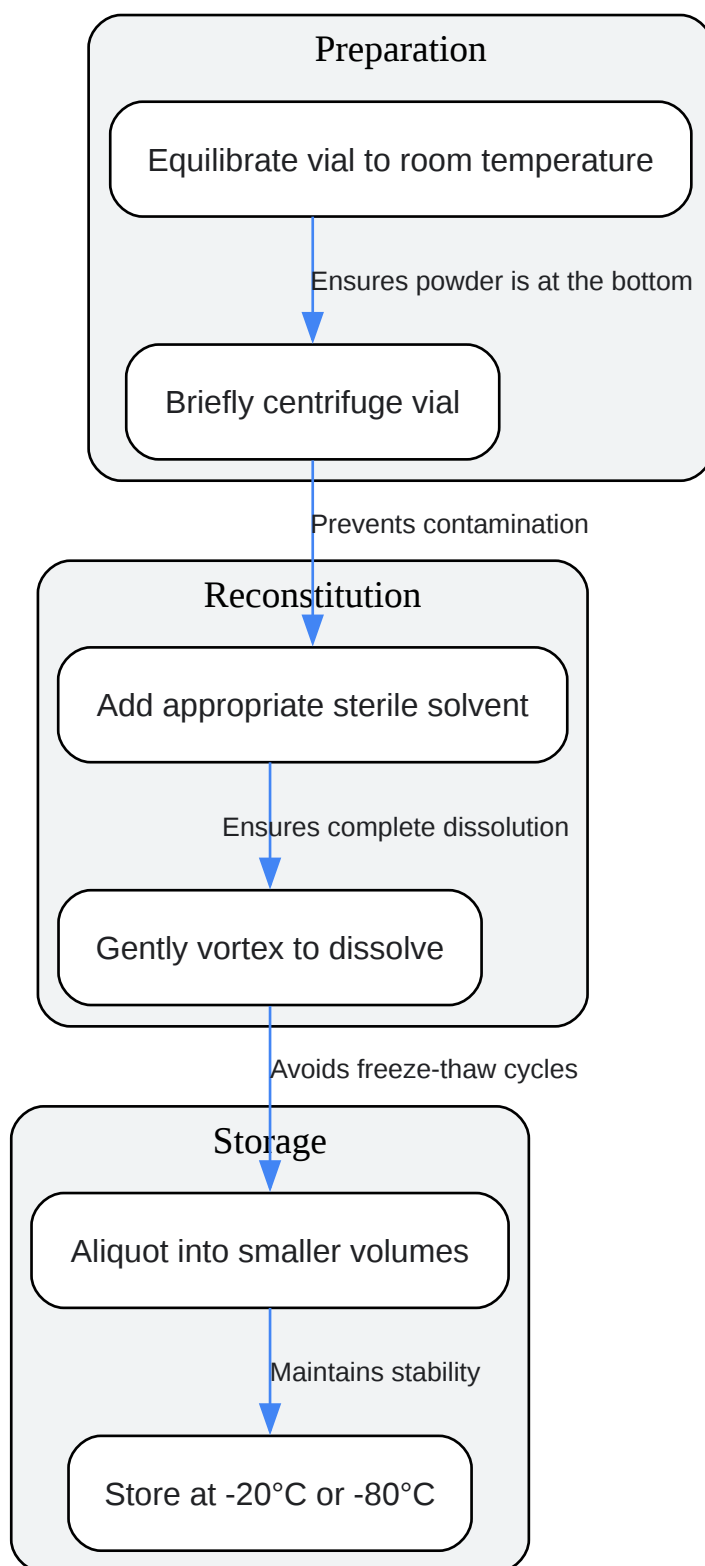 Preparation
Equilibrate vial to room temperature
Ensures powder is at the bottom
Briefly centrifuge vial
Prevents contamination
Reconstitution
Add appropriate sterile solvent
Ensures complete dissolution
Gently vortex to dissolve
Avoids freeze-thaw cycles
Storage
Aliquot into smaller volumes
Maintains stability
Store at -20°C or -80°C